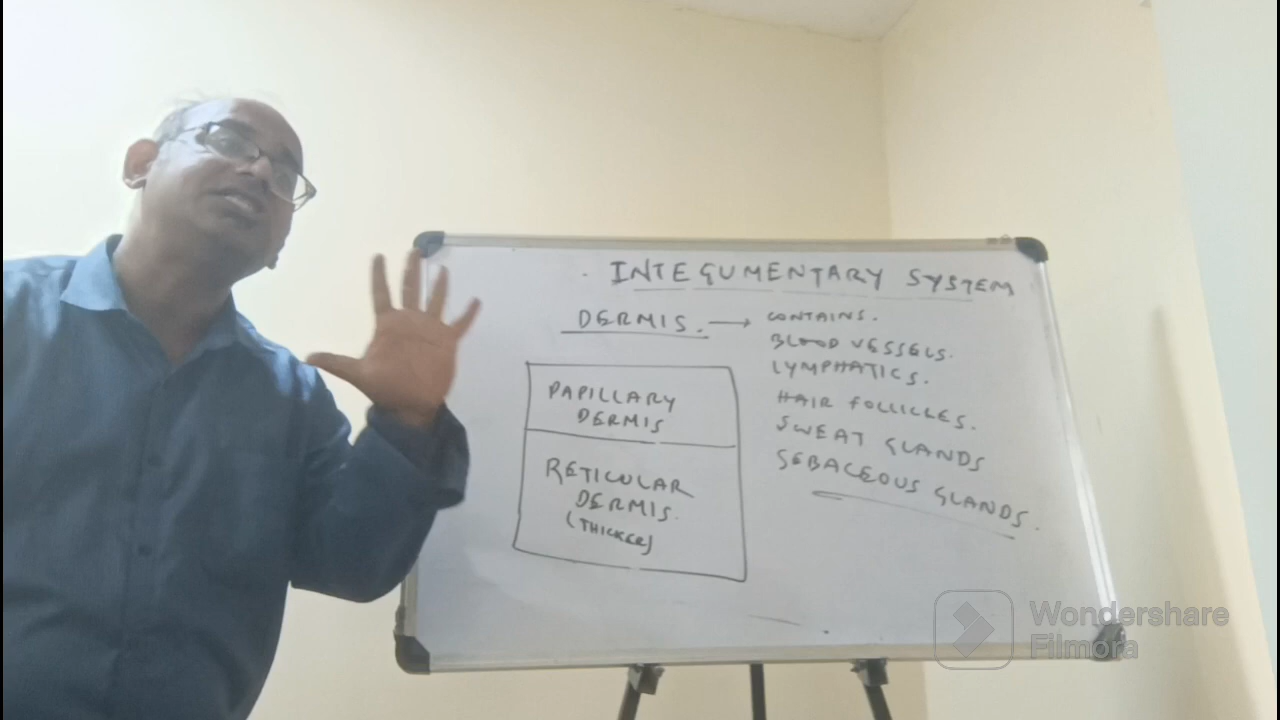 INTEGUMENTARY SYSTEM
DERMIS. → CONTAINS.
BLOOD VESSELS.
LYMPHATICS.
HAIR FOLLICLES.
SWEAT GLANDS
SEBACEOUS GLANDS.
PAPILLARY
DERMIS
RETICULAR
DERMIS.
(THICKER)
Wondershare
Filmora